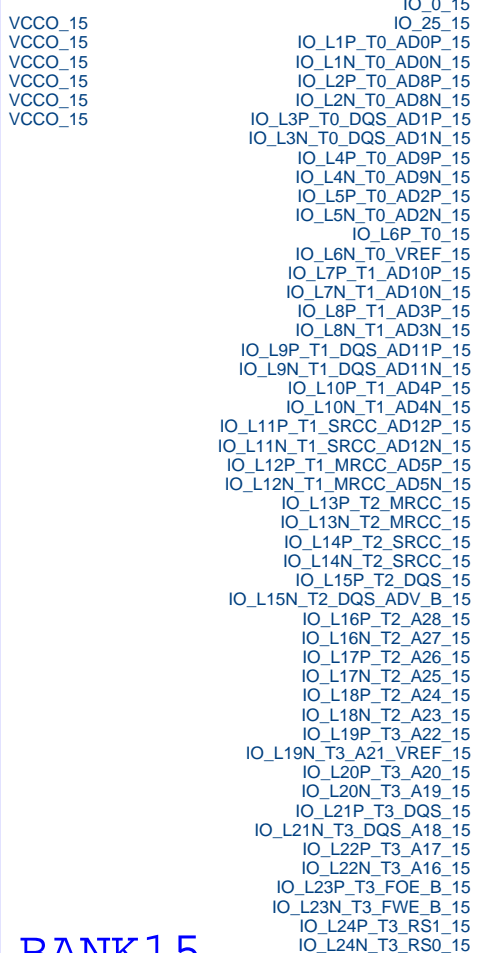 IO_0_15
VCCO_15 IO_25_15
VCCO_15 IO_L1P_T0_AD0P_15
VCCO_15 IO_L1N_T0_AD0N_15
VCCO_15 IO_L2P_T0_AD8P_15
VCCO_15 IO_L2N_T0_AD8N_15
VCCO_15 IO_L3P_T0_DQS_AD1P_15
IO_L3N_T0_DQS_AD1N_15
IO_L4P_T0_AD9P_15
IO_L4N_T0_AD9N_15
IO_L5P_T0_AD2P_15
IO_L5N_T0_AD2N_15
IO_L6P_T0_15
IO_L6N_T0_VREF_15
IO_L7P_T1_AD10P_15
IO_L7N_T1_AD10N_15
IO_L8P_T1_AD3P_15
IO_L8N_T1_AD3N_15
IO_L9P_T1_DQS_AD11P_15
IO_L9N_T1_DQS_AD11N_15
IO_L10P_T1_AD4P_15
IO_L10N_T1_AD4N_15
IO_L11P_T1_SRCC_AD12P_15
IO_L11N_T1_SRCC_AD12N_15
IO_L12P_T1_MRCC_AD5P_15
IO_L12N_T1_MRCC_AD5N_15
IO_L13P_T2_MRCC_15
IO_L13N_T2_MRCC_15
IO_L14P_T2_SRCC_15
IO_L14N_T2_SRCC_15
IO_L15P_T2_DQS_15
IO_L15N_T2_DQS_ADV_B_15
IO_L16P_T2_A28_15
IO_L16N_T2_A27_15
IO_L17P_T2_A26_15
IO_L17N_T2_A25_15
IO_L18P_T2_A24_15
IO_L18N_T2_A23_15
IO_L19P_T3_A22_15
IO_L19N_T3_A21_VREF_15
IO_L20P_T3_A20_15
IO_L20N_T3_A19_15
IO_L21P_T3_DQS_15
IO_L21N_T3_DQS_A18_15
IO_L22P_T3_A17_15
IO_L22N_T3_A16_15
IO_L23P_T3_FOE_B_15
IO_L23N_T3_FWE_B_15
IO_L24P_T3_RS1_15
BANK15 IO_L24N_T3_RS0_15